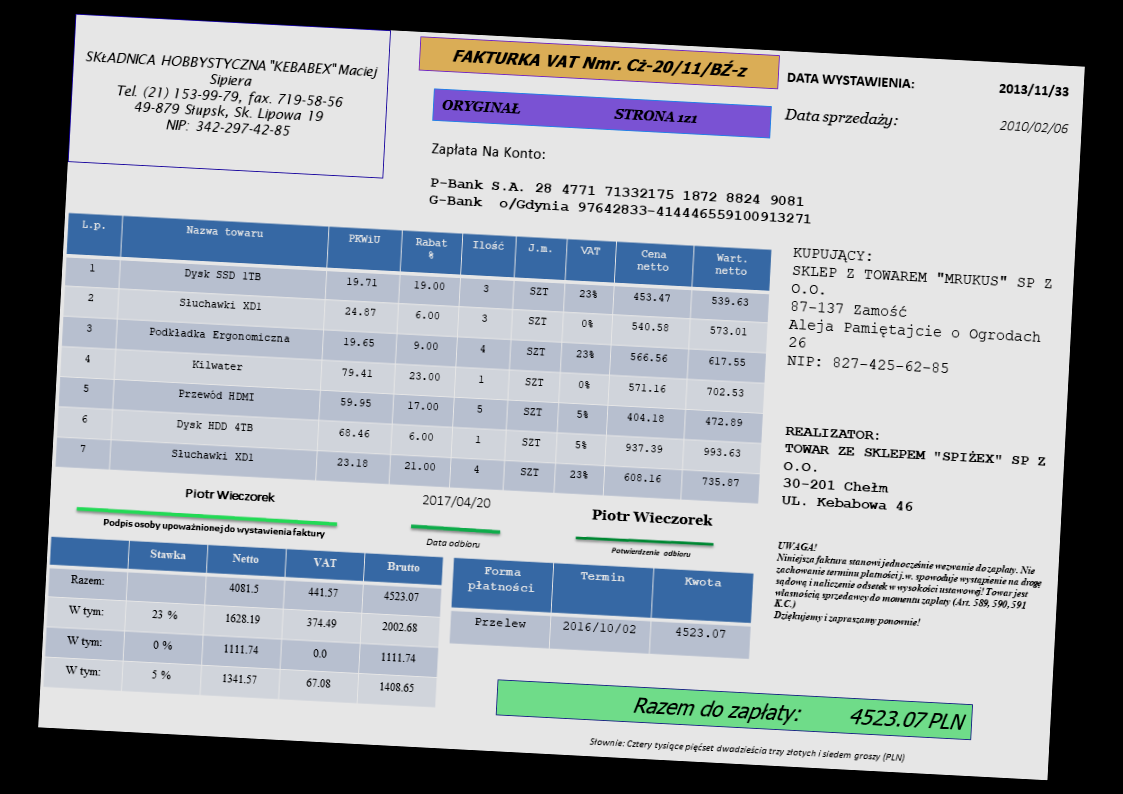 SKŁADNICA HOBBYSTYCZNA "KEBABEX" Maciej
Sipiera
Tel. (21) 153-99-79, fax. 719-58-56
49-879 Słupsk, Sk. Lipowa 19
NIP: 342-297-42-85
FAKTURKA VAT Nmr. Cż-20/11/BŹ-z
ORYGINAŁ STRONA 1z1
DATA WYSTAWIENIA: 2013/11/33
Data sprzedaży: 2010/02/06
Zapłata Na Konto:
P-Bank S.A. 28 4771 71332175 1872 8824 9081
G-Bank o/Gdynia 97642833-414446559100913271
L.p. Nazwa towaru PKWiU Rabat % Ilość J.m. VAT Cena netto Wart. netto
1 Dysk SSD 1TB 19.71 19.00 3 SZT 23% 453.47 539.63
2 Słuchawki XD1 24.87 6.00 3 SZT 0% 540.58 573.01
3 Podkładka Ergonomiczna 19.65 9.00 4 SZT 23% 566.56 617.55
4 Kilwater 79.41 23.00 1 SZT 0% 571.16 702.53
5 Przewód HDMI 59.95 17.00 5 SZT 5% 404.18 472.89
6 Dysk HDD 4TB 68.46 6.00 1 SZT 5% 937.39 993.63
7 Słuchawki XD1 23.18 21.00 4 SZT 23% 608.16 735.87
KUPUJĄCY:
SKLEP Z TOWAREM "MRUKUS" SP Z
O.O.
87-137 Zamość
Aleja Pamiętajcie o Ogrodach
26
NIP: 827-425-62-85
REALIZATOR:
TOWAR ZE SKLEPEM "SPIŻEX" SP Z
O.O.
30-201 Chełm
UL. Kebabowa 46
Piotr Wieczorek
Podpis osoby upoważnionej do wystawienia faktury
2017/04/20
Data odbioru
Piotr Wieczorek
Potwierdzenie odbioru
UWAGA!
Niniejsza faktura stanowi jednocześnie wezwanie do zapłaty. Nie
zachowanie terminu płatności j.w. spowoduje wystąpienie na drogę
sądową i naliczenie odsetek w wysokości ustawowej! Towar jest
własnością sprzedawcy do momentu zapłaty (Art. 589, 590, 591
K.C.)
Dziękujemy i zapraszamy ponownie!
Stawka Netto VAT Brutto
Razem: 4081.5 441.57 4523.07
W tym: 23 % 1628.19 374.49 2002.68
W tym: 0 % 1111.74 0.0 1111.74
W tym: 5 % 1341.57 67.08 1408.65
Forma płatności Termin Kwota
Przelew 2016/10/02 4523.07
Razem do zapłaty: 4523.07 PLN
Słownie: Cztery tysiące pięćset dwadzieścia trzy złotych i siedem groszy (PLN)